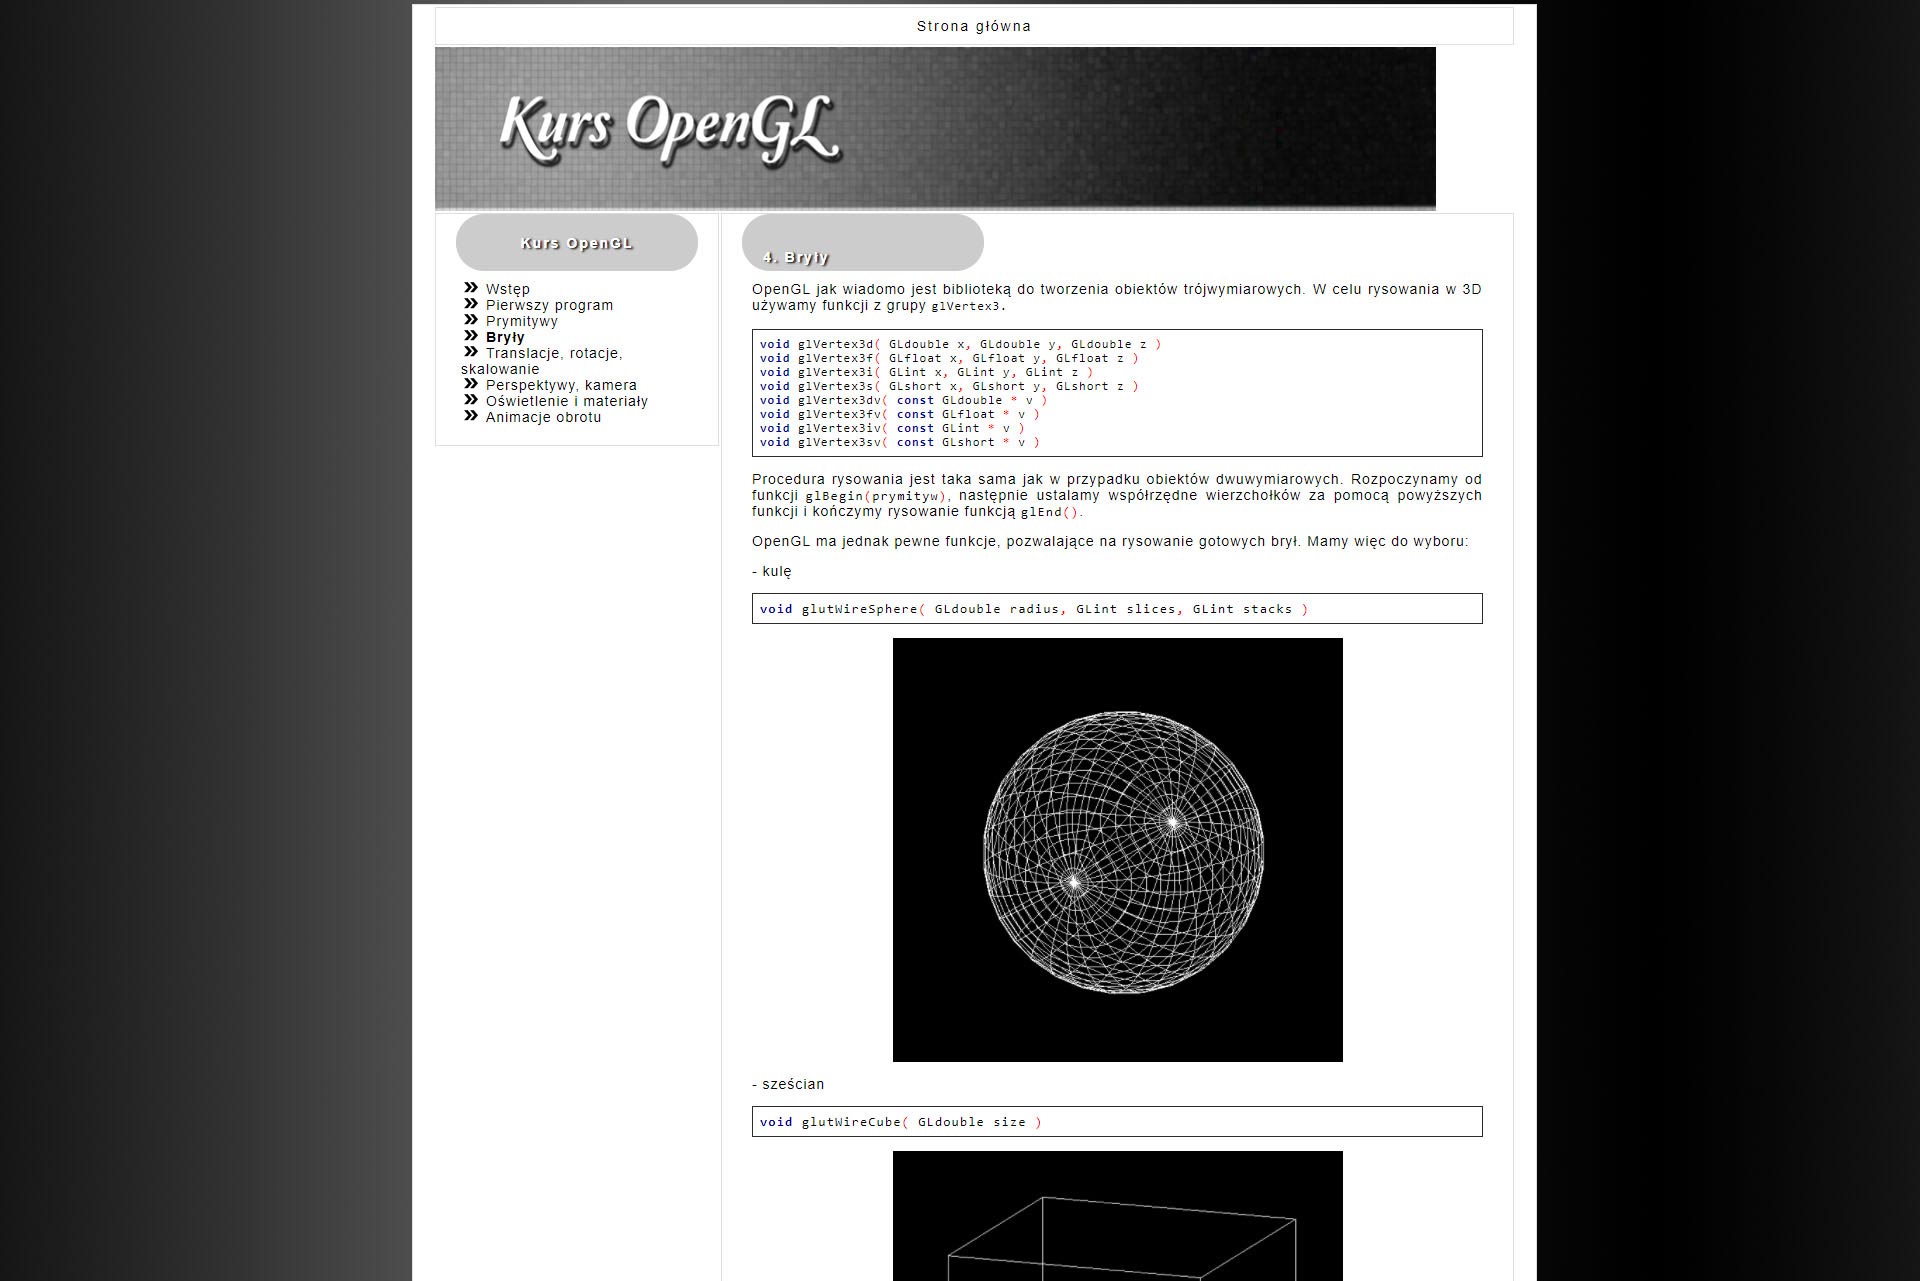 Strona główna
Kurs OpenGL
Kurs OpenGL
» Wstęp
» Pierwszy program
» Prymitywy
» Bryły
» Translacje, rotacje,
skalowanie
» Perspektywy, kamera
» Oświetlenie i materiały
» Animacje obrotu
4. Bryły
OpenGL jak wiadomo jest biblioteką do tworzenia obiektów trójwymiarowych. W celu rysowania w 3D
używamy funkcji z grupy glVertex3.
void glVertex3d( GLdouble x, GLdouble y, GLdouble z )
void glVertex3f( GLfloat x, GLfloat y, GLfloat z )
void glVertex3i( GLint x, GLint y, GLint z )
void glVertex3s( GLshort x, GLshort y, GLshort z )
void glVertex3dv( const GLdouble * v )
void glVertex3fv( const GLfloat * v )
void glVertex3iv( const GLint * v )
void glVertex3sv( const GLshort * v )
Procedura rysowania jest taka sama jak w przypadku obiektów dwuwymiarowych. Rozpoczynamy od
funkcji glBegin(prymityw), następnie ustalamy współrzędne wierzchołków za pomocą powyższych
funkcji i kończymy rysowanie funkcją glEnd().
OpenGL ma jednak pewne funkcje, pozwalające na rysowanie gotowych brył. Mamy więc do wyboru:
- kulę
void glutWireSphere( GLdouble radius, GLint slices, GLint stacks )
- sześcian
void glutWireCube( GLdouble size )